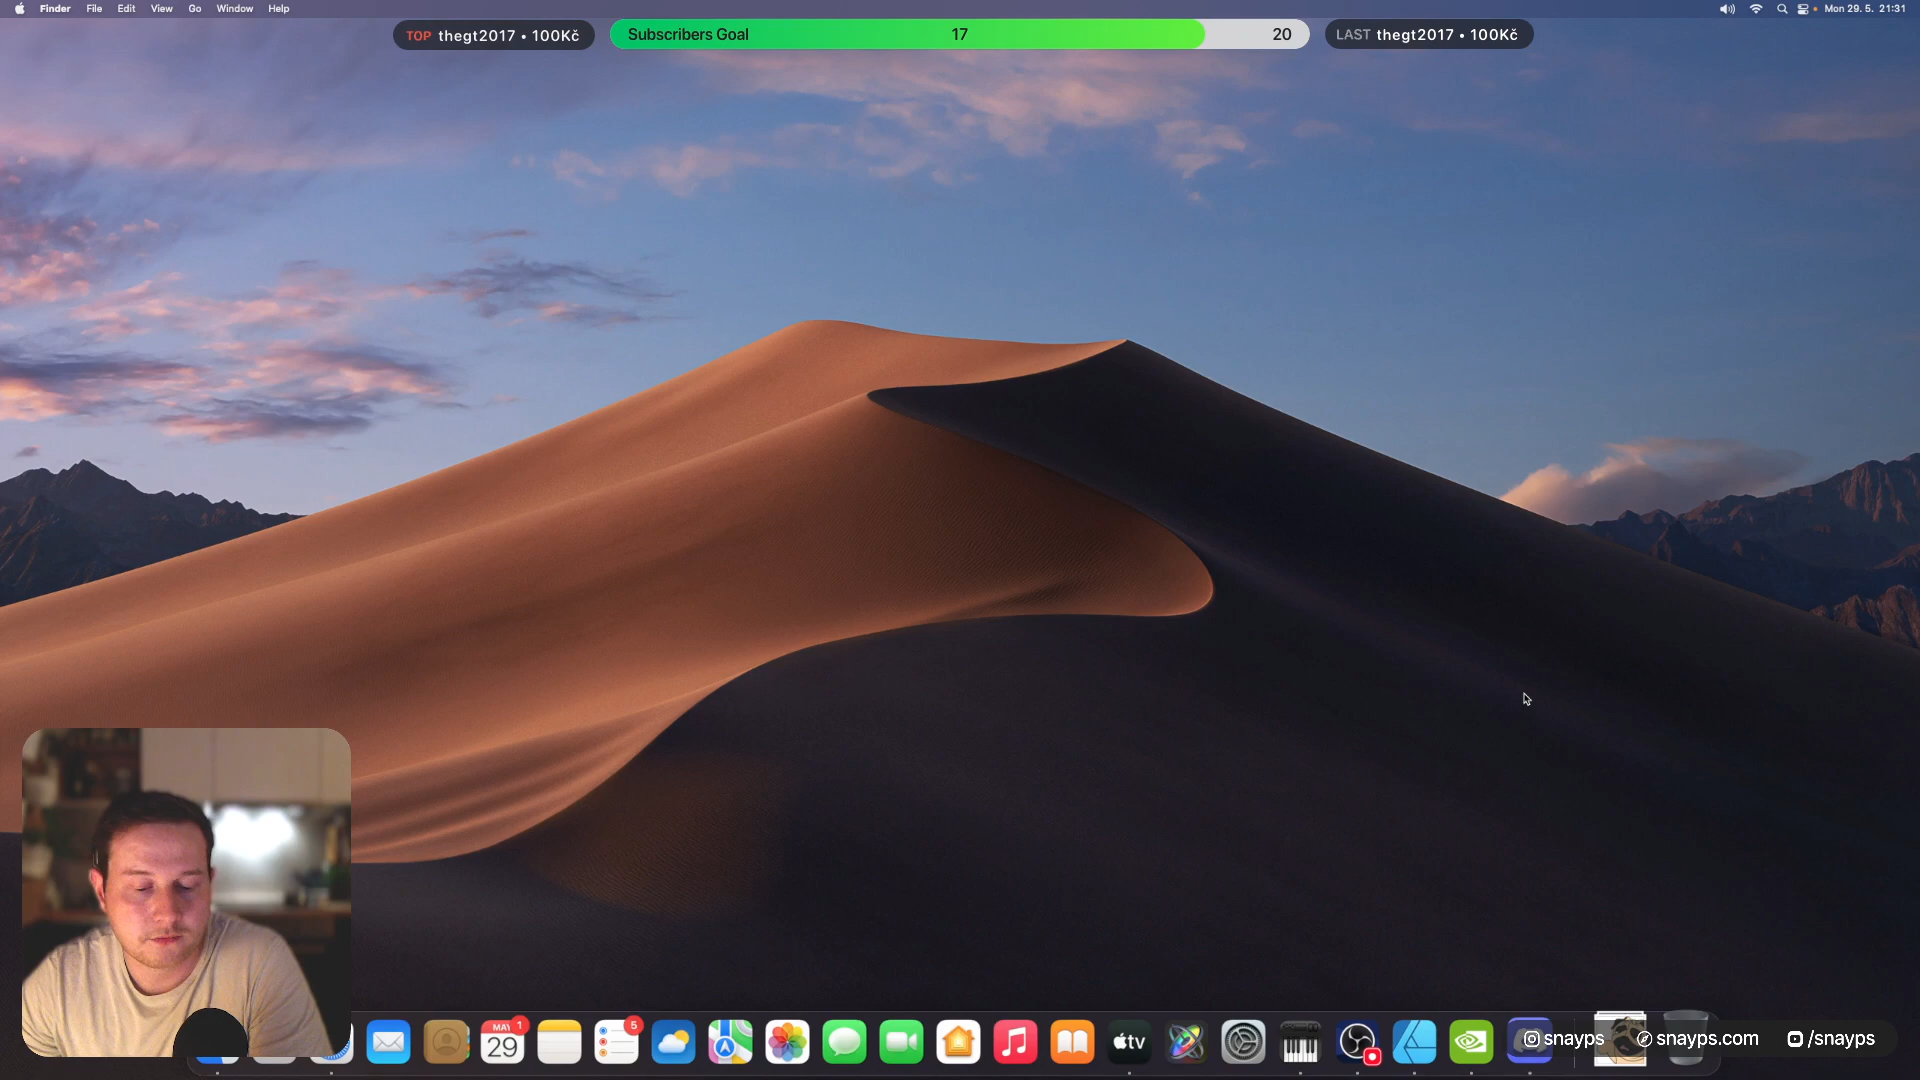 Finder File Edit View Go Window Help
Mon 29. 5. 21:31
TOP thegt2017 • 100Kč
Subscribers Goal 17 20
LAST thegt2017 • 100Kč
MAY 1
29
5
tv
snayps
snayps.com
/snayps